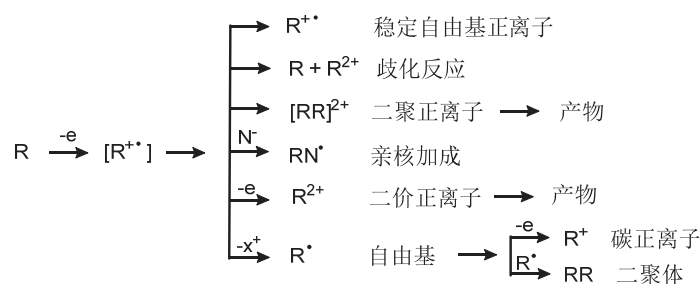 R⁺• 稳定自由基正离子
R + R²⁺ 歧化反应
[RR]²⁺ 二聚正离子 → 产物
R -e → [R⁺•] → N⁻ RN• 亲核加成
-e R²⁺ 二价正离子 → 产物
-x⁺ R• 自由基 → -e R⁺ 碳正离子
R• RR 二聚体